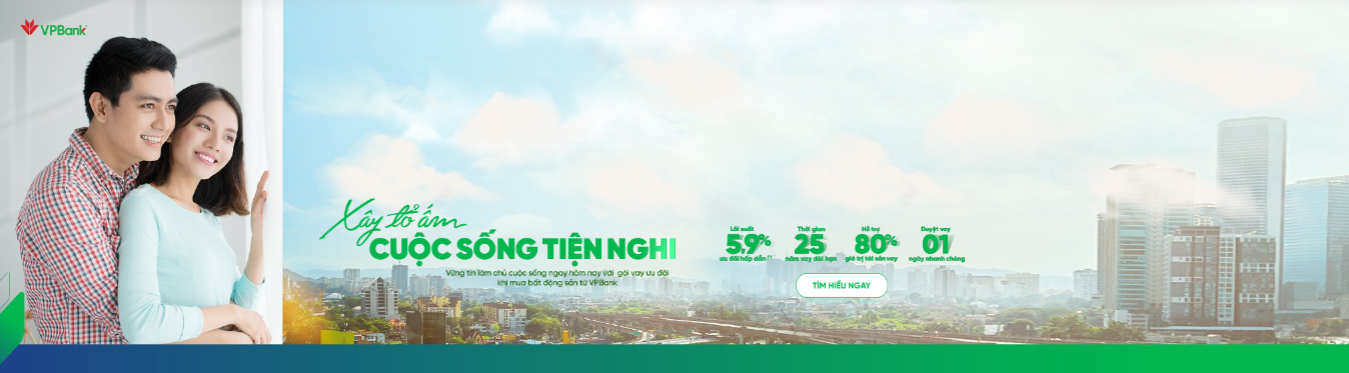 VPBank
Xây tổ ấm
CUỘC SỐNG TIỆN NGHI
Vững tin làm chủ cuộc sống ngay hôm nay với gói vay ưu đãi
khi mua bất động sản từ VPBank
Lãi suất
5,9%
ưu đãi hấp dẫn
Thời gian
25
năm vay dài hạn
Hỗ trợ
80%
giá trị tài sản vay
Duyệt vay
01
ngày nhanh chóng
TÌM HIỂU NGAY